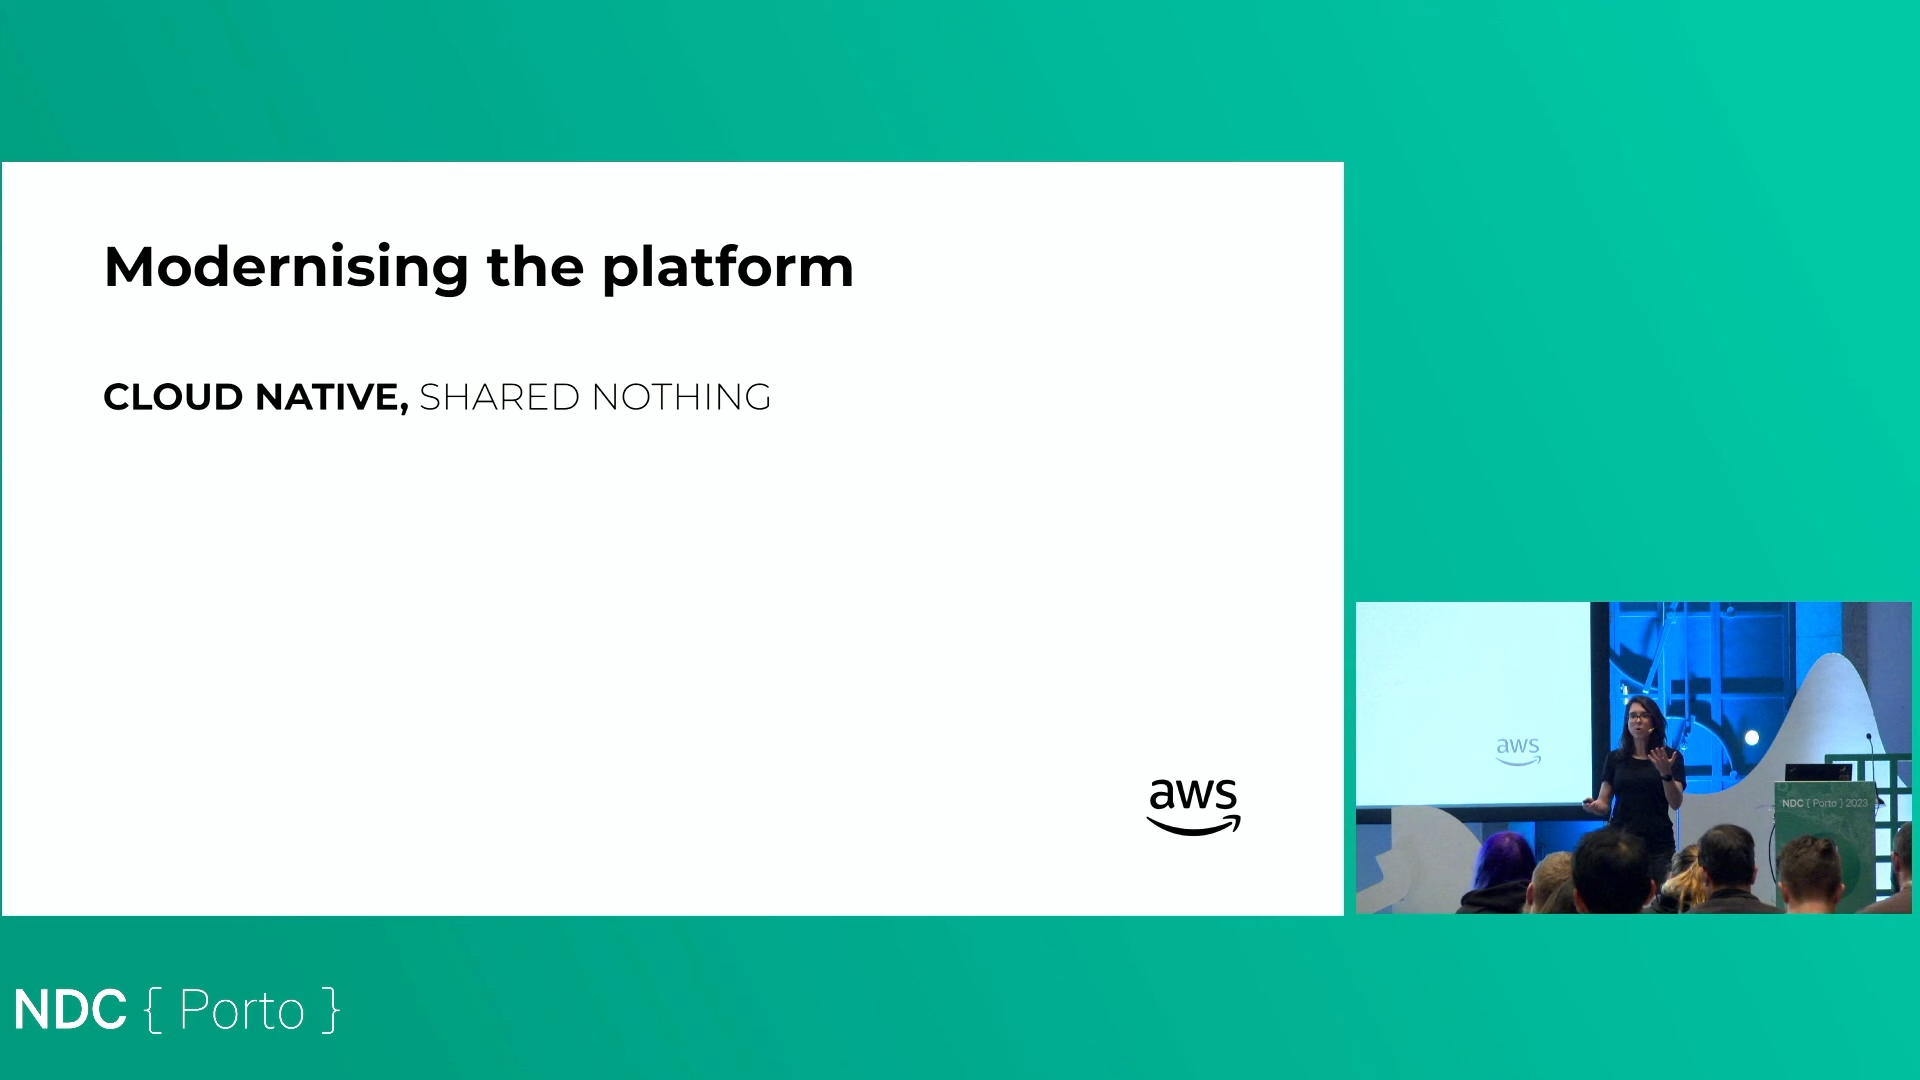 Modernising the platform
CLOUD NATIVE, SHARED NOTHING
aws
aws
NDC { Porto } 2023
NDC { Porto }